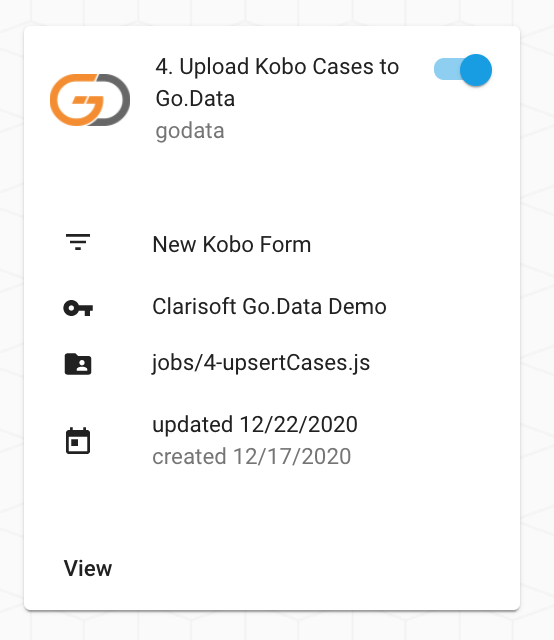 4. Upload Kobo Cases to
Go.Data
godata
New Kobo Form
Clarisoft Go.Data Demo
jobs/4-upsertCases.js
updated 12/22/2020
created 12/17/2020
View